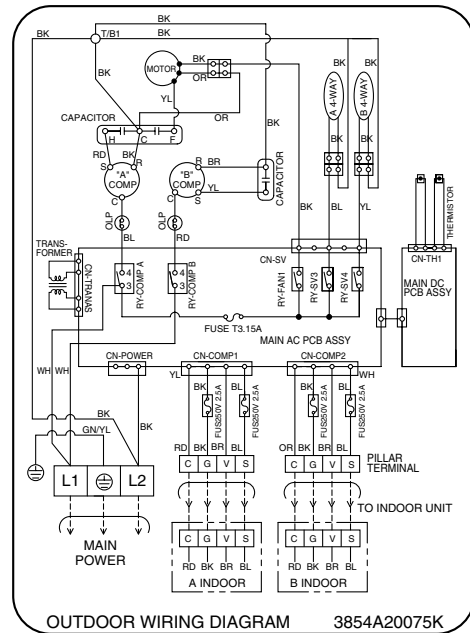 BK
BK T/B1 BK
MOTOR BK
OR
A 4-WAY
B 4-WAY
BK
YL
BK
CAPACITOR
OR
H C F
RD BK
S R
"A"
COMP
C
R BR
"B"
COMP
YL
S
C
CAPACITOR
BK BK
THERMISTOR
OLP
OLP
BL
RD
BK BL YL
TRANS-
FORMER
CN-TRANAS
CN-SV
CN-TH1
MAIN DC
PCB ASSY
4
3
RY-COMP A
4
3
RY-COMP B
RY-FAN1
RY-SV3
RY-SV4
FUSE T3.15A
MAIN AC PCB ASSY
WH WH
CN-POWER CN-COMP1 CN-COMP2
YL
WH
BK BL BK BL
FUS250V 2.5A
FUS250V 2.5A
FUS250V 2.5A
FUS250V 2.5A
BK
GN/YL
BK
RD BK BR BL OR BK BR BL
L1 L2
C G V S C G V S
PILLAR
TERMINAL
TO INDOOR UNIT
MAIN
POWER
C G V S C G V S
RD BK BR BL RD BK BR BL
A INDOOR B INDOOR
OUTDOOR WIRING DIAGRAM 3854A20075K